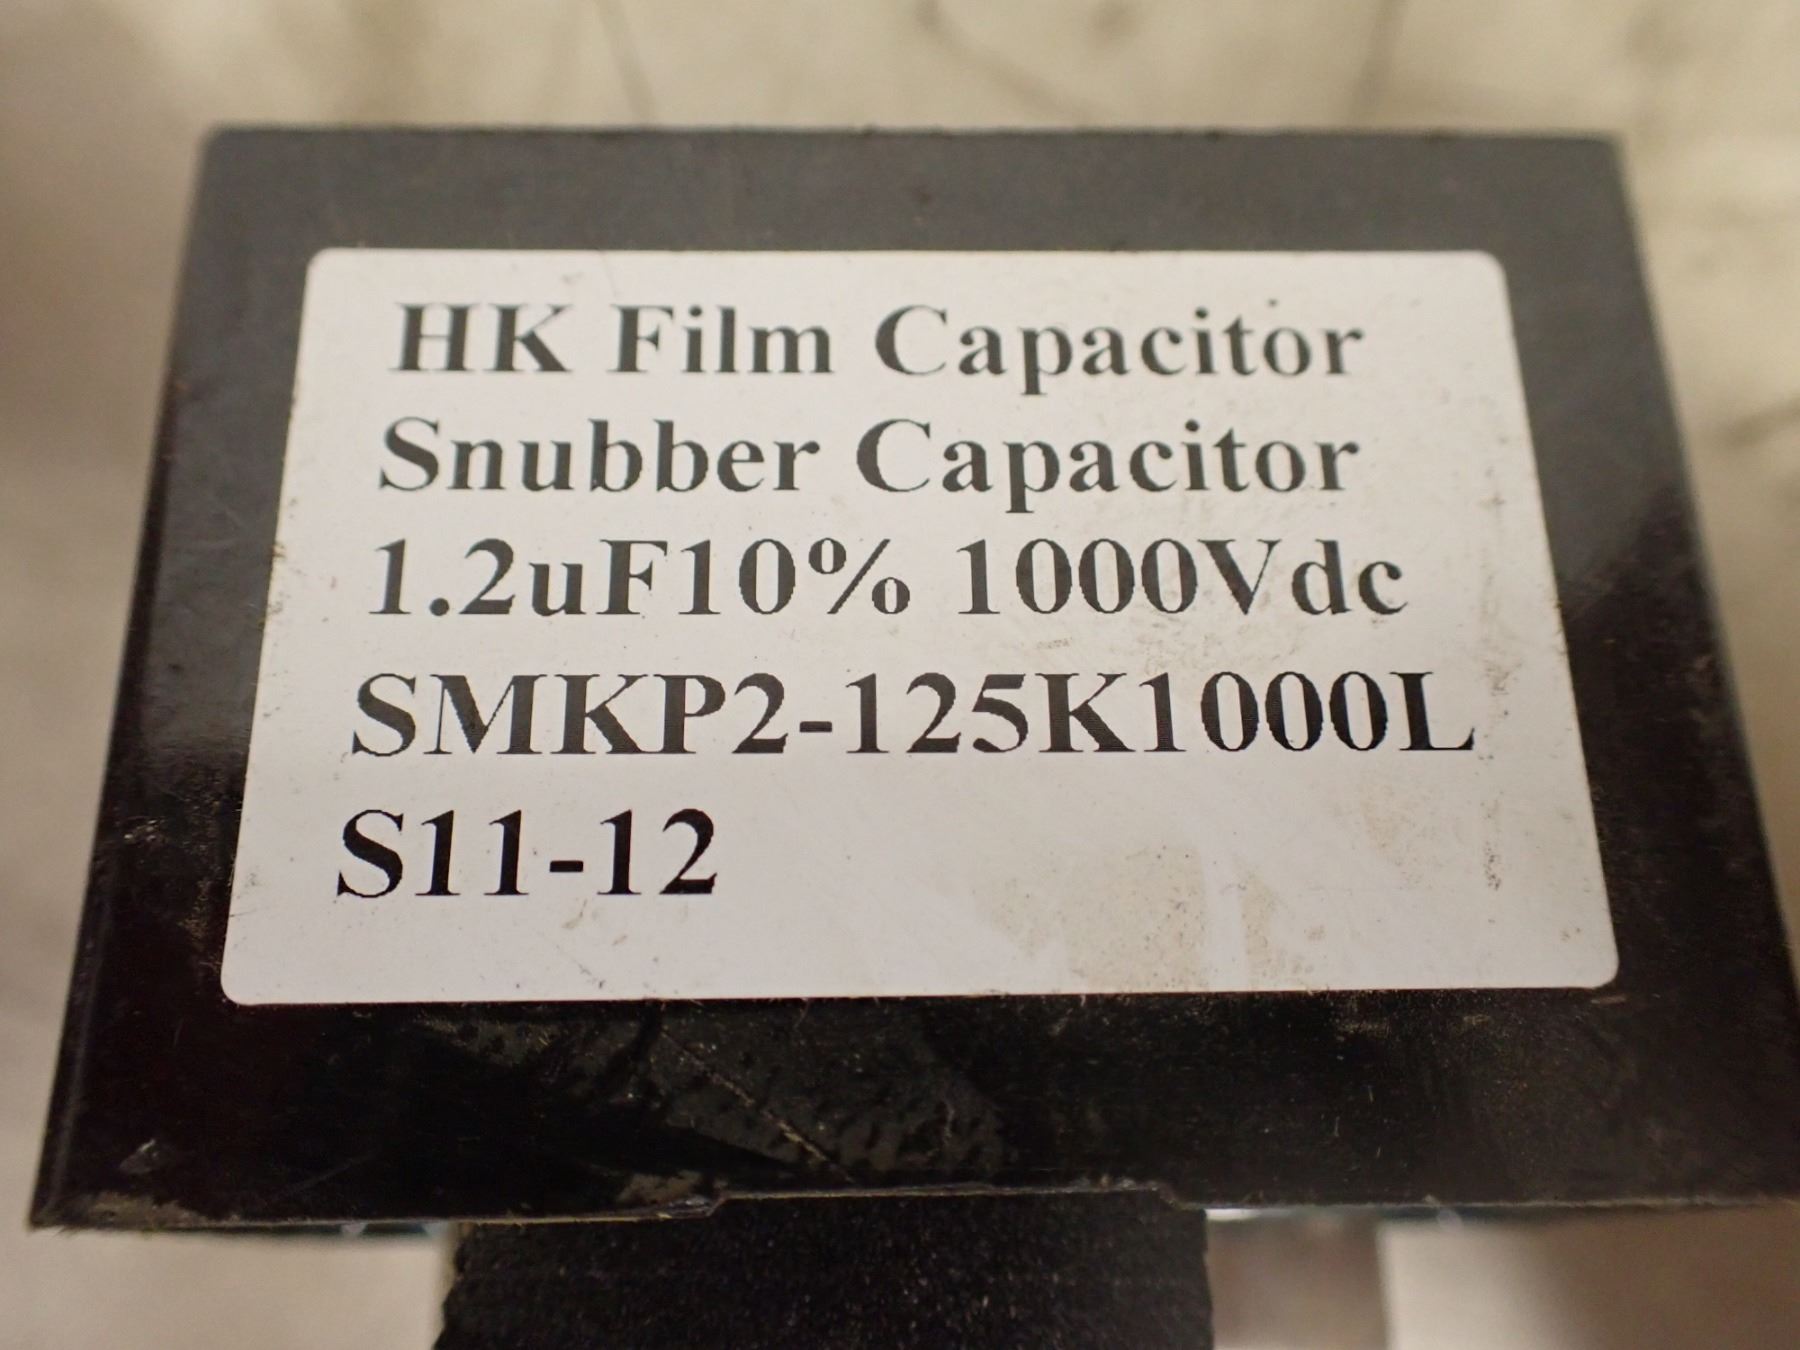 HK Film Capacitor
Snubber Capacitor
1.2uF10% 1000Vdc
SMKP2-125K1000L
S11-12